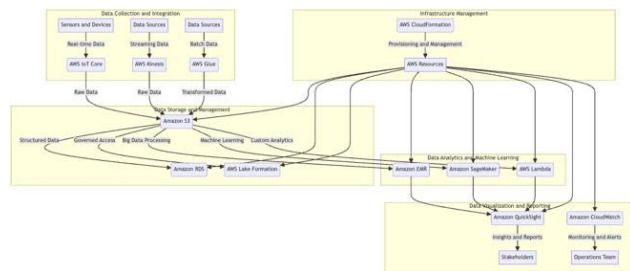 Data Collection and Integration
Infrastructure Management
Sensors and Devices
Data Sources
Data Sources
AWS CloudFormation
Real-time Data
Streaming Data
Batch Data
Provisioning and Management
AWS IoT Core
AWS Kinesis
AWS Glue
AWS Resources
Raw Data
Raw Data
Transformed Data
Data Storage and Management
Amazon S3
Structured Data
Governed Access
Big Data Processing
Machine Learning
Custom Analytics
Data Analytics and Machine Learning
Amazon RDS
AWS Lake Formation
Amazon EMR
Amazon SageMaker
AWS Lambda
Data Visualization and Reporting
Amazon QuickSight
Amazon CloudWatch
Insights and Reports
Monitoring and Alerts
Stakeholders
Operations Team